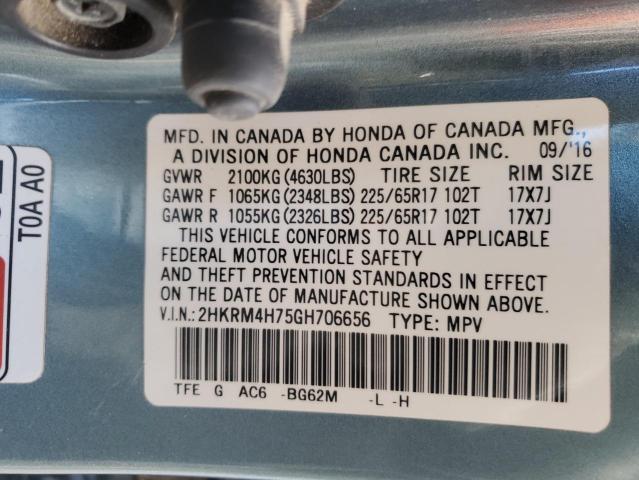 MFD. IN CANADA BY HONDA OF CANADA MFG.,
A DIVISION OF HONDA CANADA INC. 09/'16
GVWR 2100KG(4630LBS) TIRE SIZE RIM SIZE
GAWR F 1065KG(2348LBS) 225/65R17 102T 17X7J
GAWR R 1055KG(2326LBS) 225/65R17 102T 17X7J
THIS VEHICLE CONFORMS TO ALL APPLICABLE
FEDERAL MOTOR VEHICLE SAFETY
AND THEFT PREVENTION STANDARDS IN EFFECT
ON THE DATE OF MANUFACTURE SHOWN ABOVE.
V.I.N.: 2HKRM4H75GH706656 TYPE: MPV
TFE G AC6 -BG62M -L -H
T0A A0